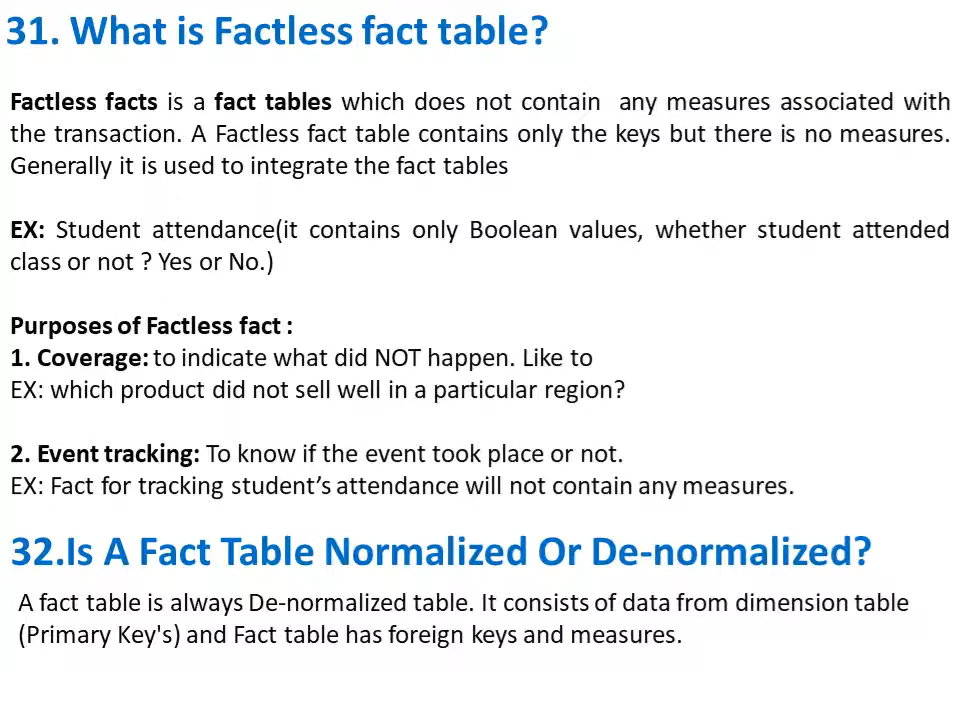 31. What is Factless fact table?
Factless facts is a fact tables which does not contain any measures associated with
the transaction. A Factless fact table contains only the keys but there is no measures.
Generally it is used to integrate the fact tables
EX: Student attendance(it contains only Boolean values, whether student attended
class or not ? Yes or No.)
Purposes of Factless fact :
1. Coverage: to indicate what did NOT happen. Like to
EX: which product did not sell well in a particular region?
2. Event tracking: To know if the event took place or not.
EX: Fact for tracking student’s attendance will not contain any measures.
32.Is A Fact Table Normalized Or De-normalized?
A fact table is always De-normalized table. It consists of data from dimension table
(Primary Key's) and Fact table has foreign keys and measures.